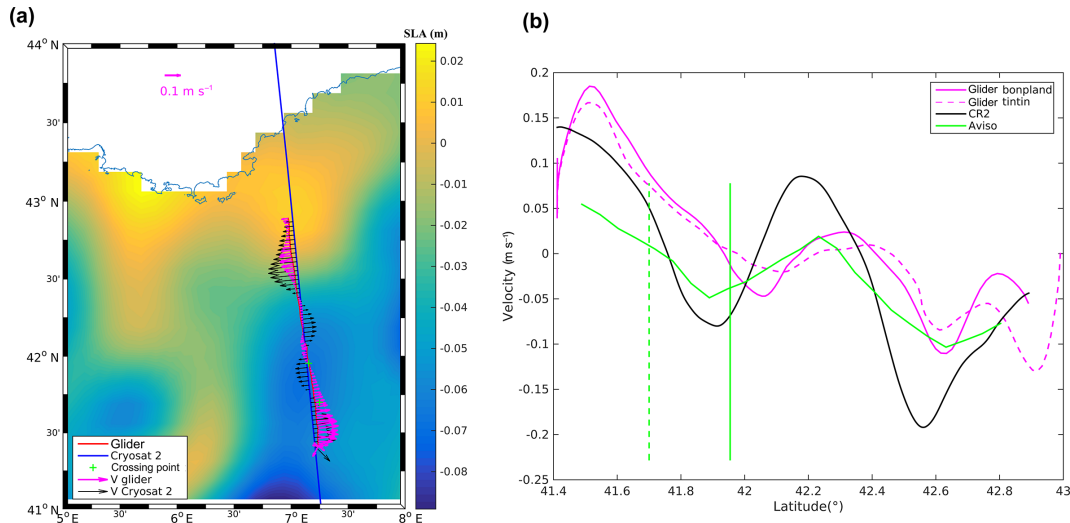 (a)
SLA (m)
44° N
30'
43° N
30'
42° N
30'
41° N
5° E
6° E
7° E
8° E
0.1 m s⁻¹
Glider
Cryosat 2
Crossing point
V glider
V Cryosat 2
0.02
0.01
0
-0.01
-0.02
-0.03
-0.04
-0.05
-0.06
-0.07
-0.08
(b)
Velocity (m s⁻¹)
0.2
0.15
0.1
0.05
0
-0.05
-0.1
-0.15
-0.2
-0.25
Glider bonpland
Glider tintin
CR2
Aviso
41.4
41.6
41.8
42
42.2
42.4
42.6
42.8
43
Latitude(°)